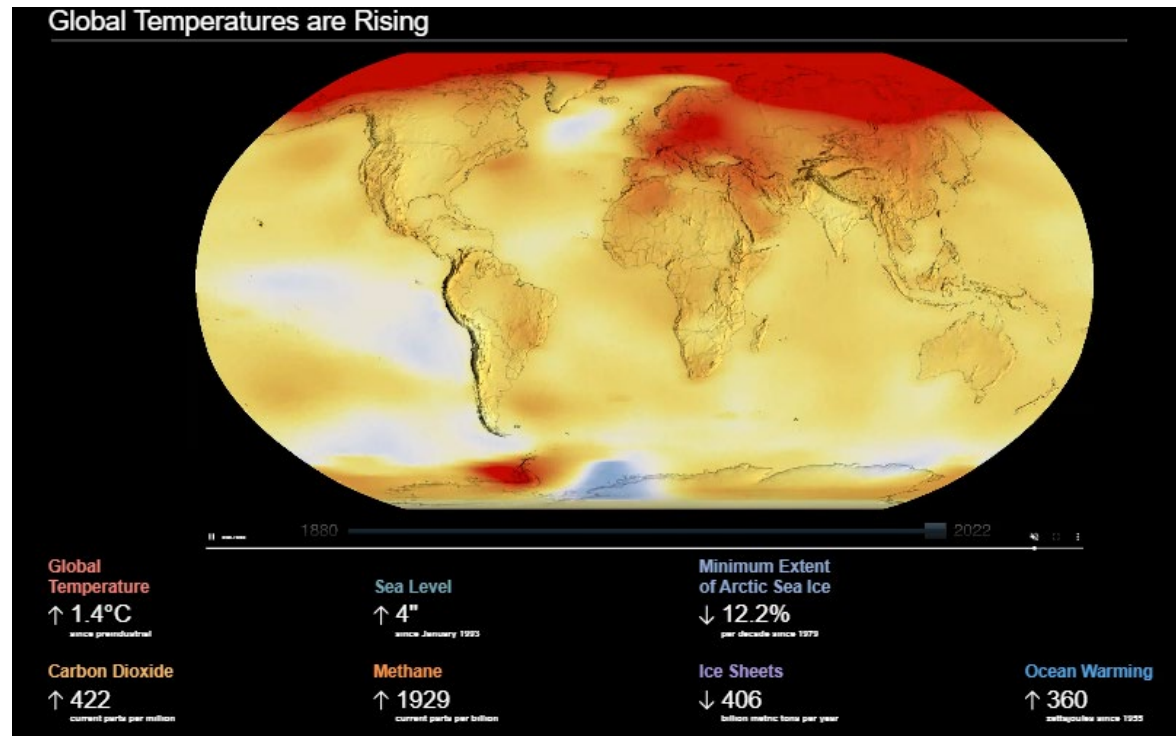 Global Temperatures are Rising
1880
2022
Global
Temperature
↑ 1.4°C
since preindustrial
Sea Level
↑ 4"
since January 1993
Minimum Extent
of Arctic Sea Ice
↓ 12.2%
per decade since 1979
Carbon Dioxide
↑ 422
current parts per million
Methane
↑ 1929
current parts per billion
Ice Sheets
↓ 406
billion metric tons per year
Ocean Warming
↑ 360
zettajoules since 1955